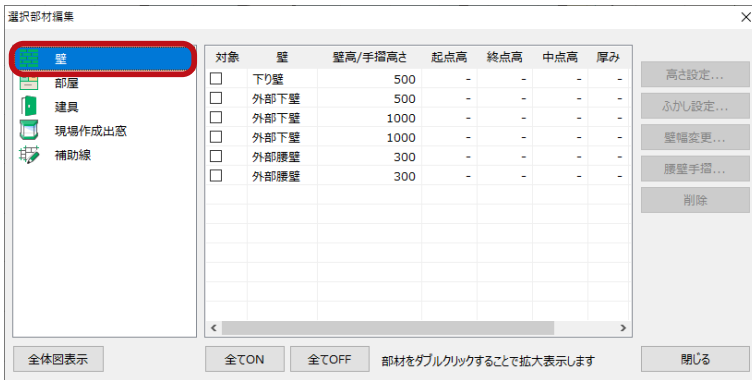 選択部材編集
壁
部屋
建具
現場作成出窓
補助線
対象 壁 壁高/手摺高さ 起点高 終点高 中点高 厚み
下り壁 500 - - - -
外部下壁 500 - - - -
外部下壁 1000 - - - -
外部下壁 1000 - - - -
外部腰壁 300 - - - -
外部腰壁 300 - - - -
高さ設定...
ふかし設定...
壁幅変更...
腰壁手摺...
削除
全体図表示 全てON 全てOFF 部材をダブルクリックすることで拡大表示します 閉じる